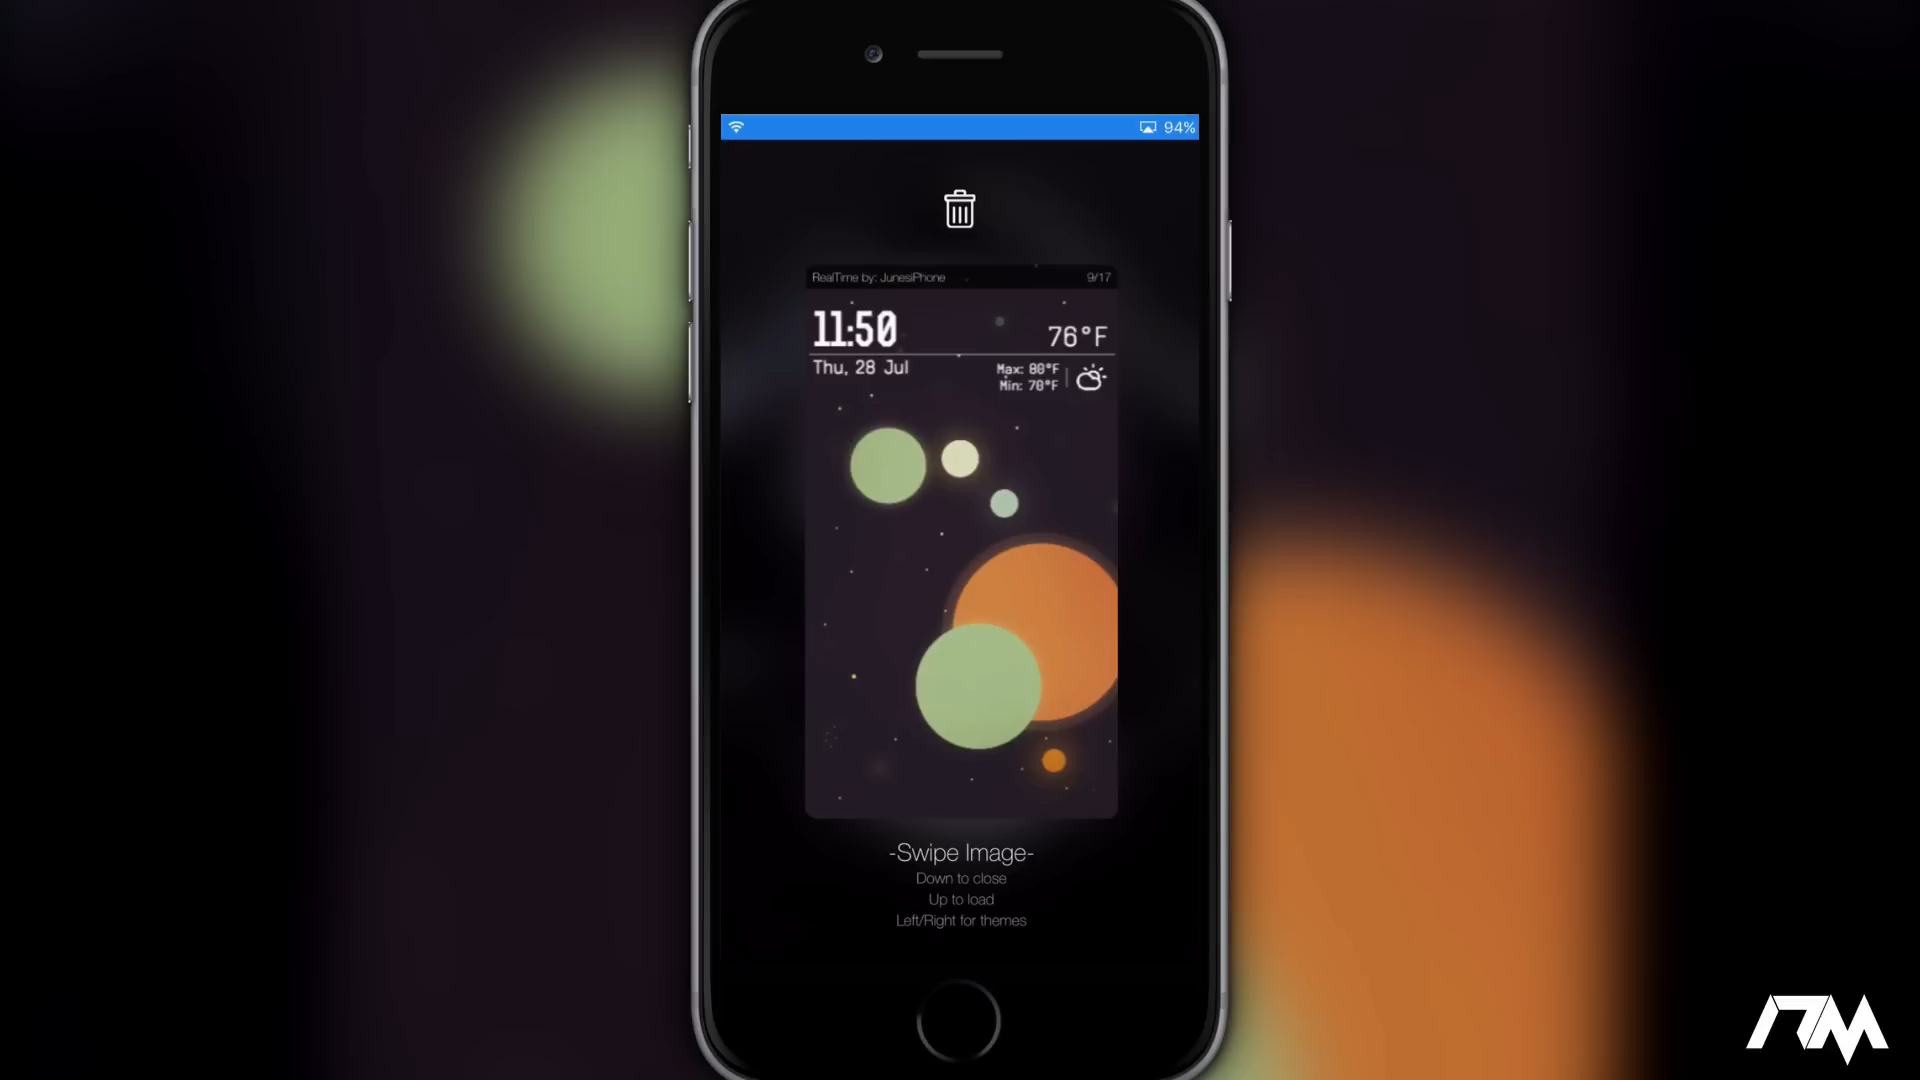 94%
RealTime by: JunesiPhone 9/17
11:50 76°F
Thu, 28 Jul
Max: 80°F
Min: 70°F
-Swipe Image-
Down to close
Up to load
Left/Right for themes